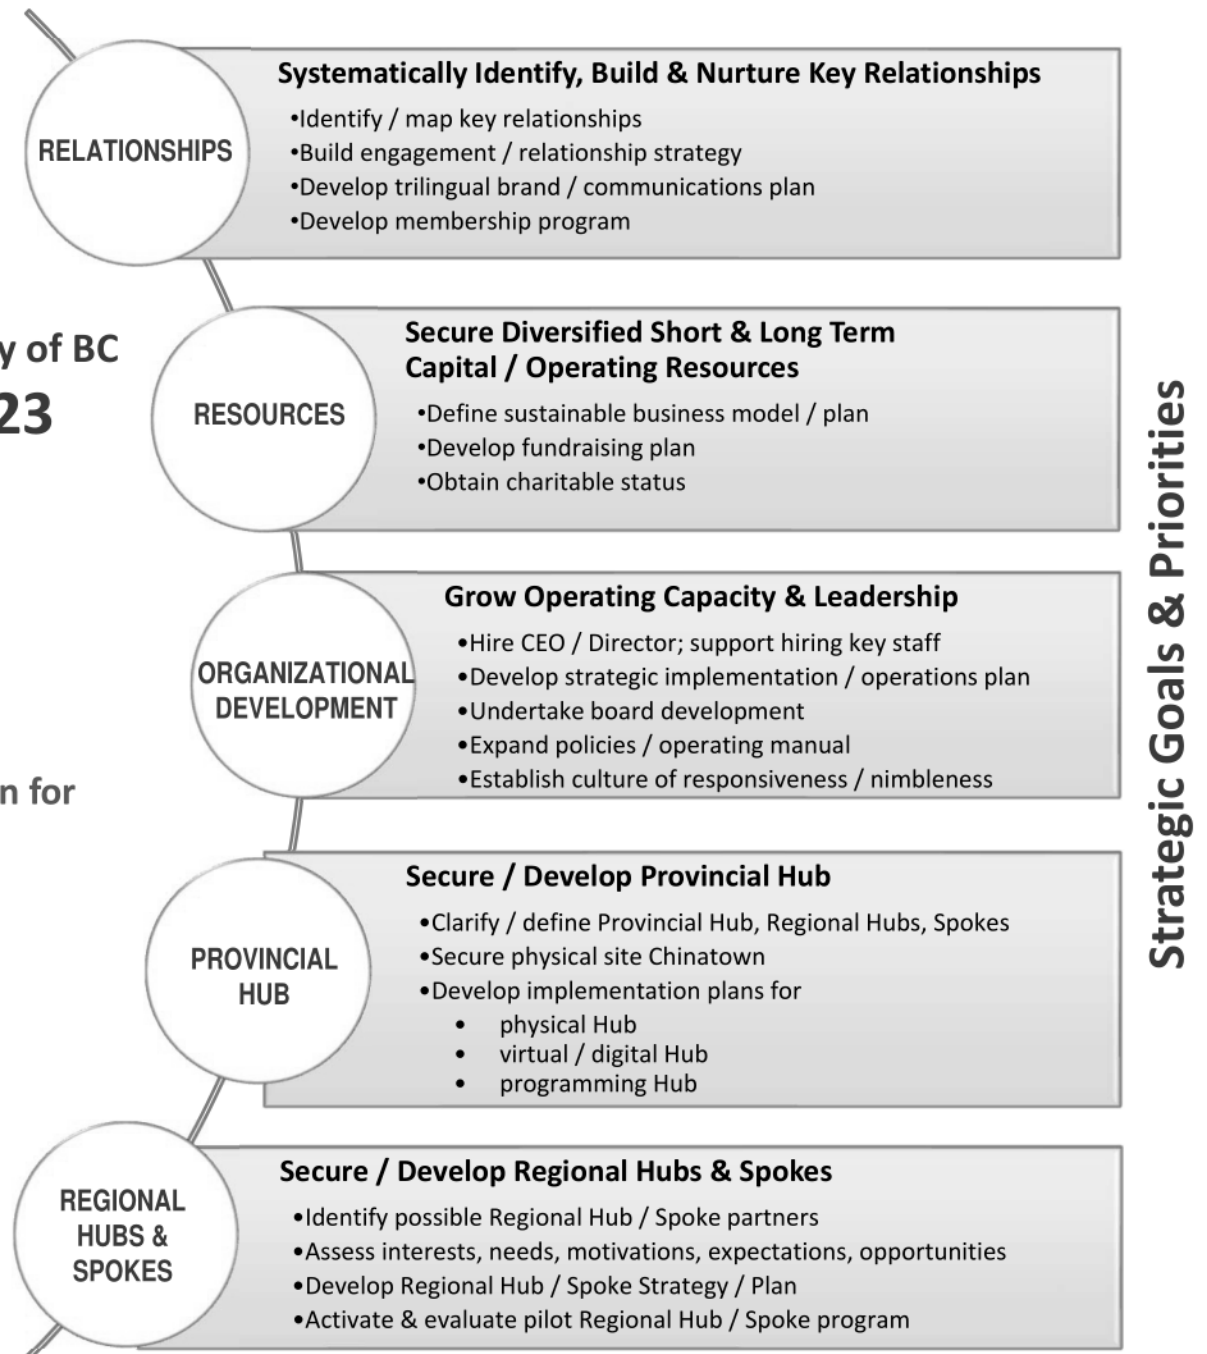 RELATIONSHIPS
Systematically Identify, Build & Nurture Key Relationships
•Identify / map key relationships
•Build engagement / relationship strategy
•Develop trilingual brand / communications plan
•Develop membership program
y of BC
23
RESOURCES
Secure Diversified Short & Long Term
Capital / Operating Resources
•Define sustainable business model / plan
•Develop fundraising plan
•Obtain charitable status
ORGANIZATIONAL
DEVELOPMENT
Grow Operating Capacity & Leadership
•Hire CEO / Director; support hiring key staff
•Develop strategic implementation / operations plan
•Undertake board development
•Expand policies / operating manual
•Establish culture of responsiveness / nimbleness
n for
PROVINCIAL
HUB
Secure / Develop Provincial Hub
•Clarify / define Provincial Hub, Regional Hubs, Spokes
•Secure physical site Chinatown
•Develop implementation plans for
• physical Hub
• virtual / digital Hub
• programming Hub
REGIONAL
HUBS &
SPOKES
Secure / Develop Regional Hubs & Spokes
•Identify possible Regional Hub / Spoke partners
•Assess interests, needs, motivations, expectations, opportunities
•Develop Regional Hub / Spoke Strategy / Plan
•Activate & evaluate pilot Regional Hub / Spoke program
Strategic Goals & Priorities